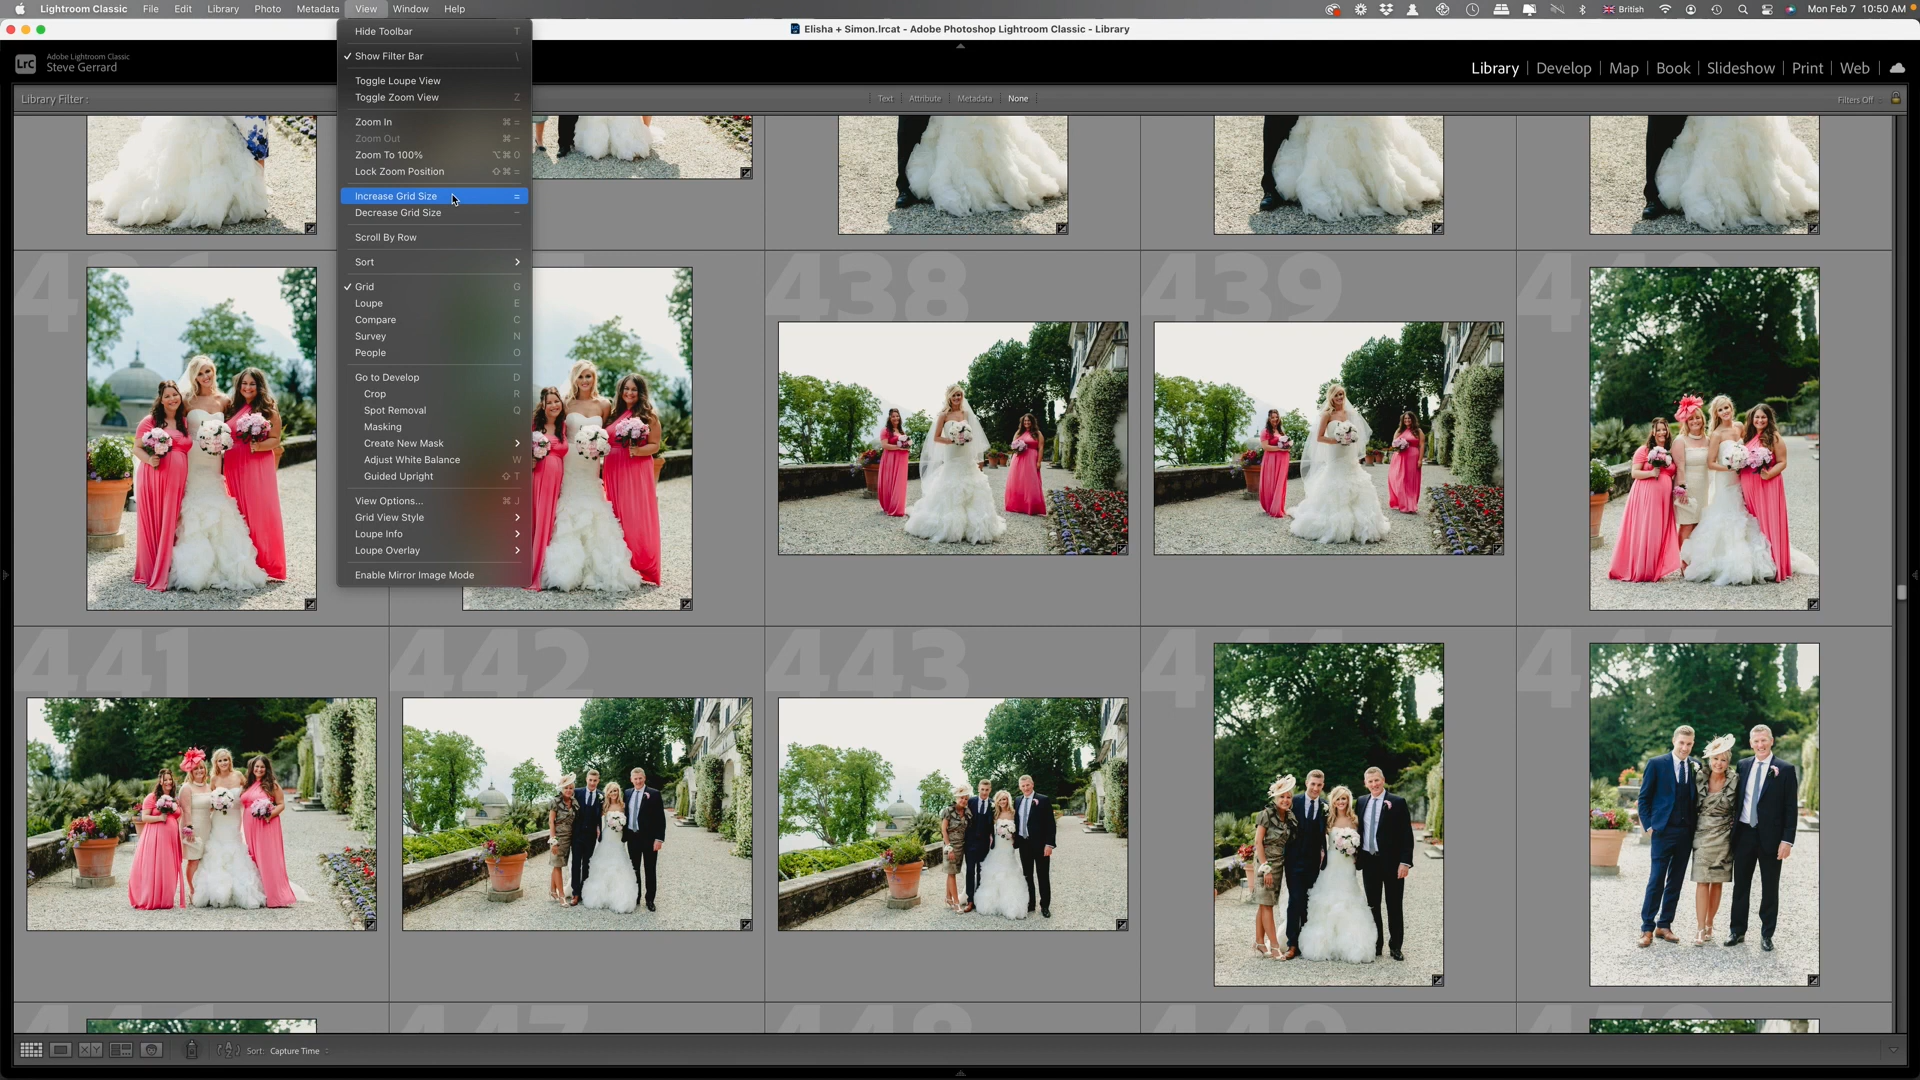 Lightroom Classic File Edit Library Photo Metadata View Window Help
British Mon Feb 7 10:50 AM
Elisha + Simon.lrcat - Adobe Photoshop Lightroom Classic - Library
LrC
Adobe Lightroom Classic
Steve Gerrard
Library | Develop | Map | Book | Slideshow | Print | Web
Library Filter :
Text | Attribute | Metadata | None
Filters Off
Hide Toolbar T
✓ Show Filter Bar \
Toggle Loupe View
Toggle Zoom View Z
Zoom In ⌘ =
Zoom Out ⌘ −
Zoom To 100% ⌥⌘ 0
Lock Zoom Position ⇧⌘ =
Increase Grid Size =
Decrease Grid Size −
Scroll By Row
Sort >
✓ Grid G
Loupe E
Compare C
Survey N
People O
Go to Develop D
Crop R
Spot Removal Q
Masking
Create New Mask >
Adjust White Balance W
Guided Upright ⇧ T
View Options... ⌘ J
Grid View Style >
Loupe Info >
Loupe Overlay >
Enable Mirror Image Mode
438
439
441
442
443
Sort: Capture Time